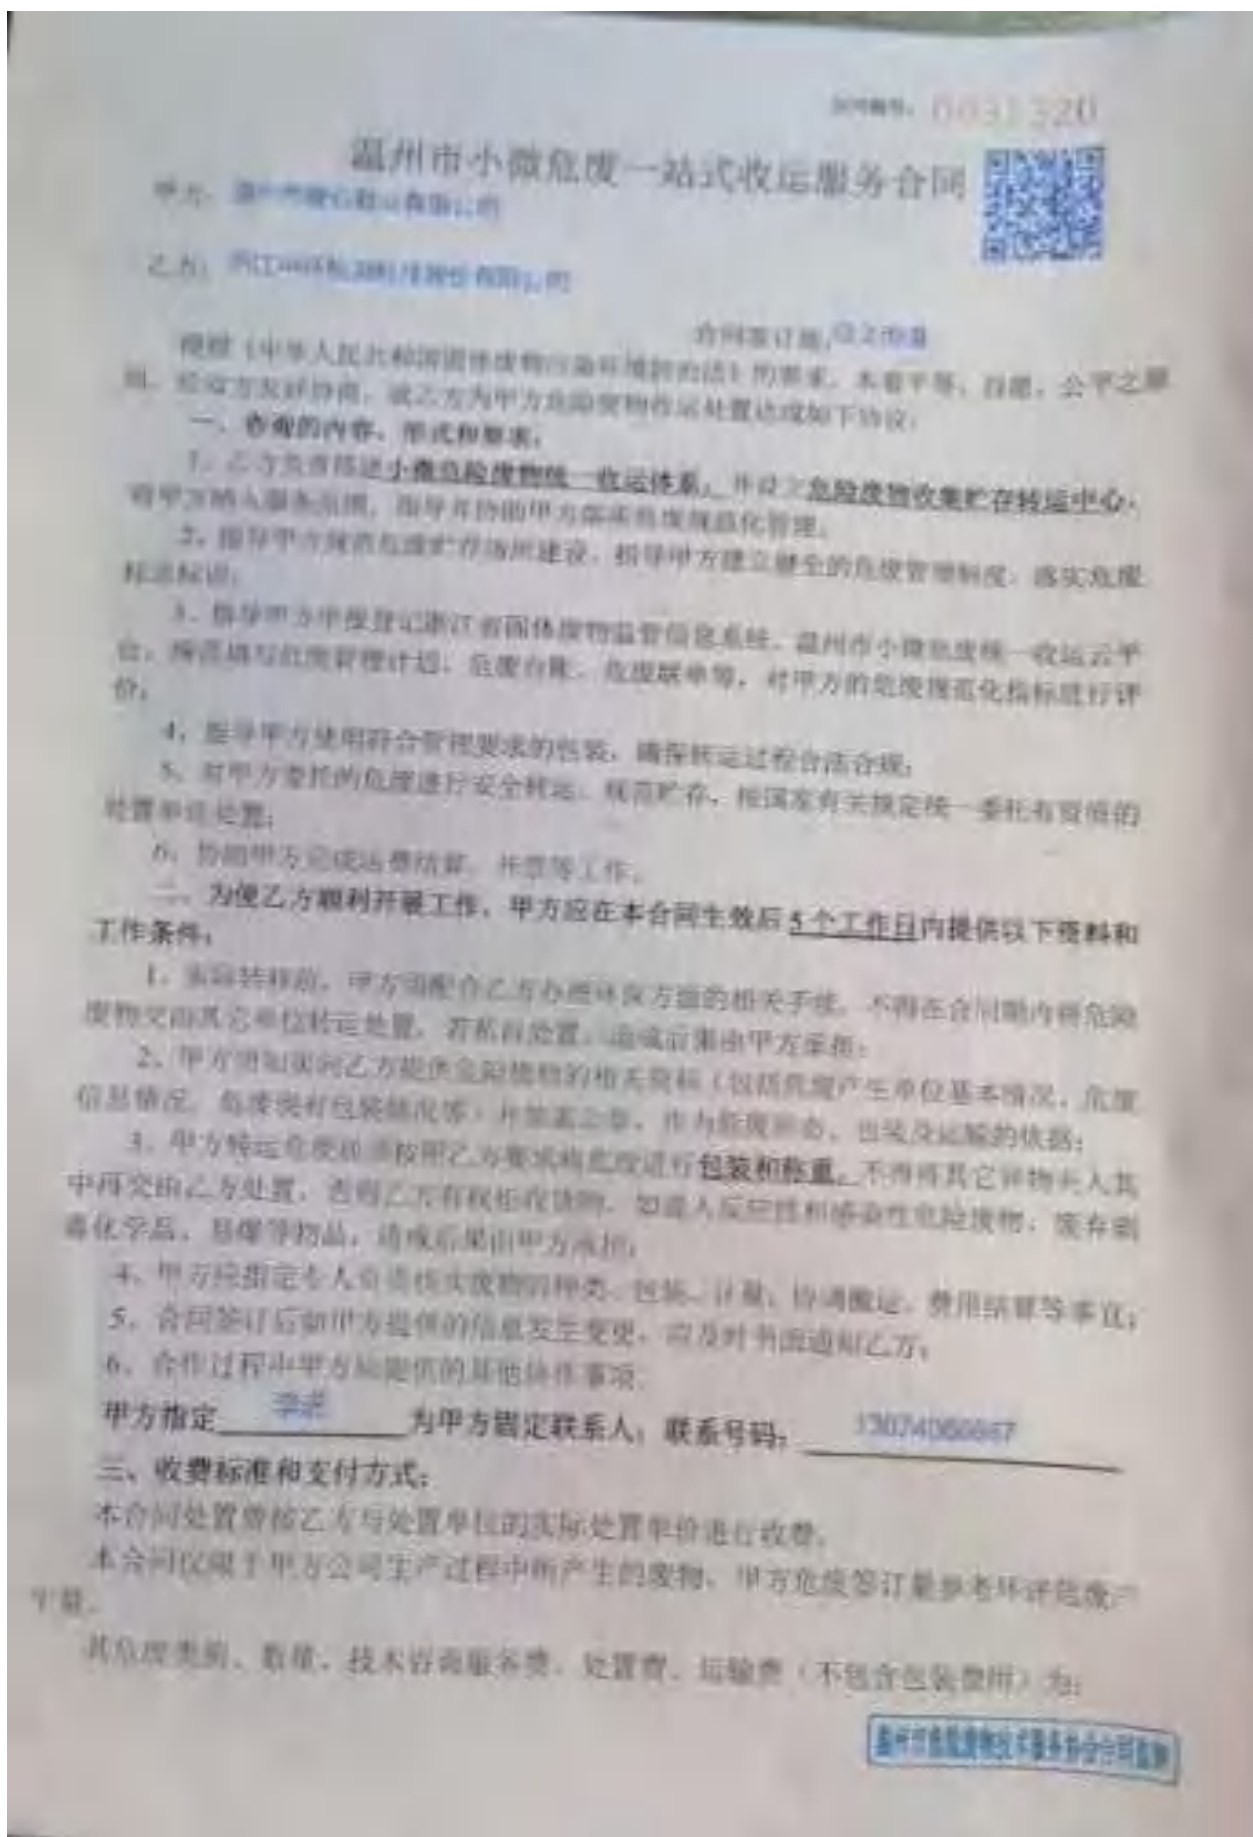 合同编号：0031320
温州市小微危废一站式收运服务合同
甲方：
乙方：
合同签订地：
根据《中华人民共和国固体废物污染环境防治法》的要求，本着平等、自愿、公平之原
则，经双方友好协商，就乙方为甲方危险废物收运处置达成如下协议：
一、咨询的内容、形式和要求：
1、乙方负责搭建小微危险废物统一收运体系，并设立危险废物收集贮存转运中心，
将甲方纳入服务范围，指导并协助甲方落实危废规范化管理。
2、指导甲方规范危废贮存场所建设，指导甲方建立健全的危废管理制度，落实危废
标志标识；
3、指导甲方申报登记浙江省固体废物监管信息系统、温州市小微危废统一收运云平
台，规范填写危废管理计划、危废台账、危废联单等，对甲方的危废规范化指标进行评
价；
4、指导甲方使用符合管理要求的包装，确保转运过程合法合规；
5、对甲方委托的危废进行安全转运、规范贮存，按国家有关规定统一委托有资质的
处置单位处置；
6、协助甲方完成运费结算、开票等工作。
二、为使乙方顺利开展工作，甲方应在本合同生效后5个工作日内提供以下资料和
工作条件：
1、实际转移前，甲方须配合乙方办理环保方面的相关手续，不得在合同期内将危险
废物交由其它单位转运处置，若私自处置，造成后果由甲方承担；
2、甲方须如实向乙方提供危险废物的相关资料（包括危废产生单位基本情况、危废
信息情况、危废现有包装情况等）并加盖公章，作为危废形态、包装及运输的依据；
3、甲方转运危废前须按照乙方要求将危废进行包装和称重，不得将其它异物夹入其
中再交由乙方处置，否则乙方有权拒收货物，如混入反应性和感染性危险废物、废弃剧
毒化学品、易爆等物品，造成后果由甲方承担；
4、甲方应指定专人负责核实废物的种类、包装、计量，协调搬运、费用结算等事宜；
5、合同签订后如甲方提供的信息发生变更，应及时书面通知乙方；
6、合作过程中甲方应提供的其他协作事项。
甲方指定 为甲方固定联系人，联系号码：
三、收费标准和支付方式：
本合同处置费按乙方与处置单位的实际处置单价进行收费。
本合同仅限于甲方公司生产过程中所产生的废物，甲方危废签订量参考环评危废产
生量。
其危废类别、数量、技术咨询服务费、处置费、运输费（不包含包装费用）为：